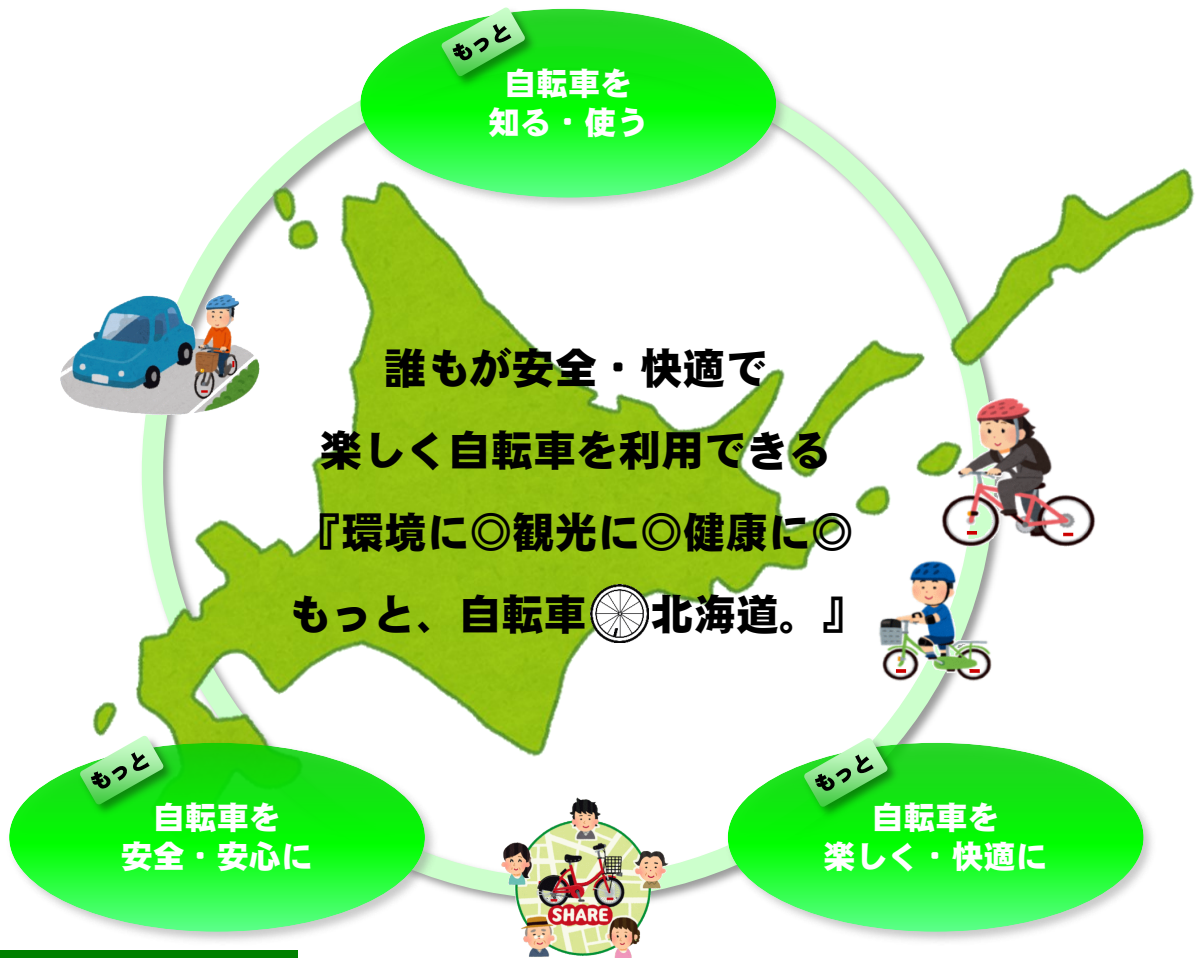 もっと
自転車を
知る・使う
誰もが安全・快適で
楽しく自転車を利用できる
『環境に◎観光に◎健康に◎
もっと、自転車北海道。』
もっと
自転車を
安全・安心に
もっと
自転車を
楽しく・快適に
SHARE